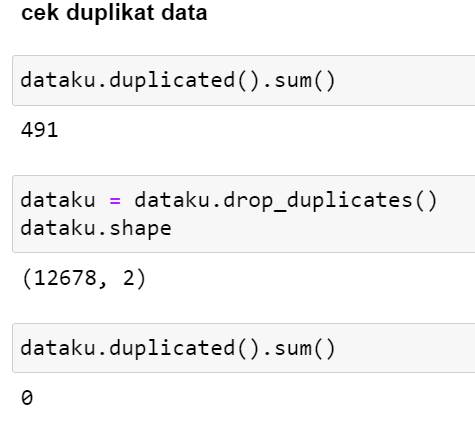 cek duplikat data
dataku.duplicated().sum()
491
dataku = dataku.drop_duplicates()
dataku.shape
(12678, 2)
dataku.duplicated().sum()
0